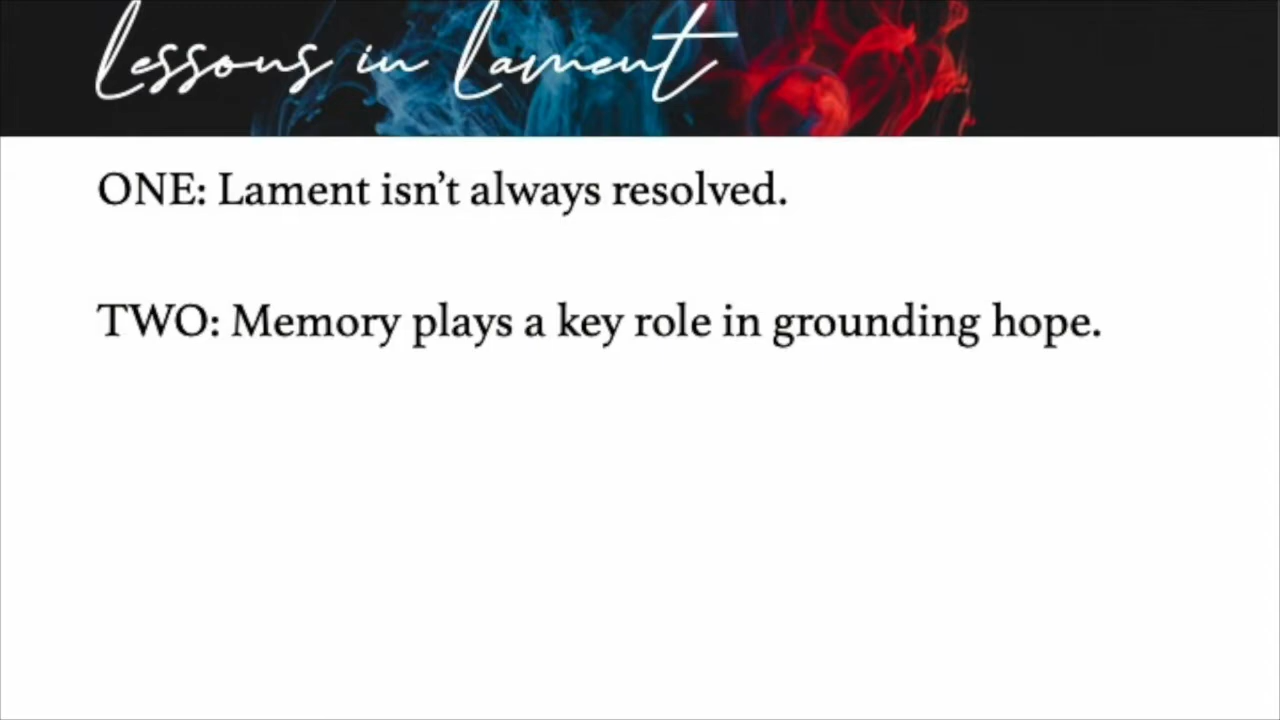 lessons in lament
ONE: Lament isn’t always resolved.
TWO: Memory plays a key role in grounding hope.